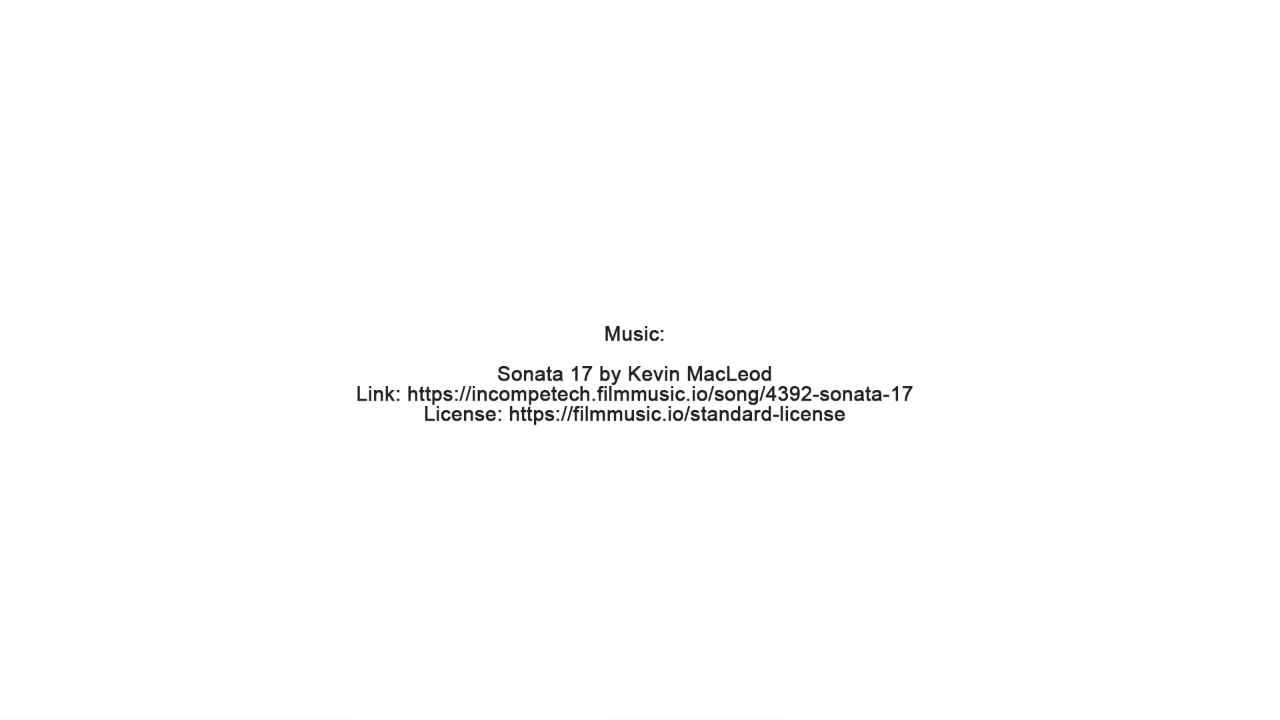 Music:
Sonata 17 by Kevin MacLeod
Link: https://incompetech.filmmusic.io/song/4392-sonata-17
License: https://filmmusic.io/standard-license